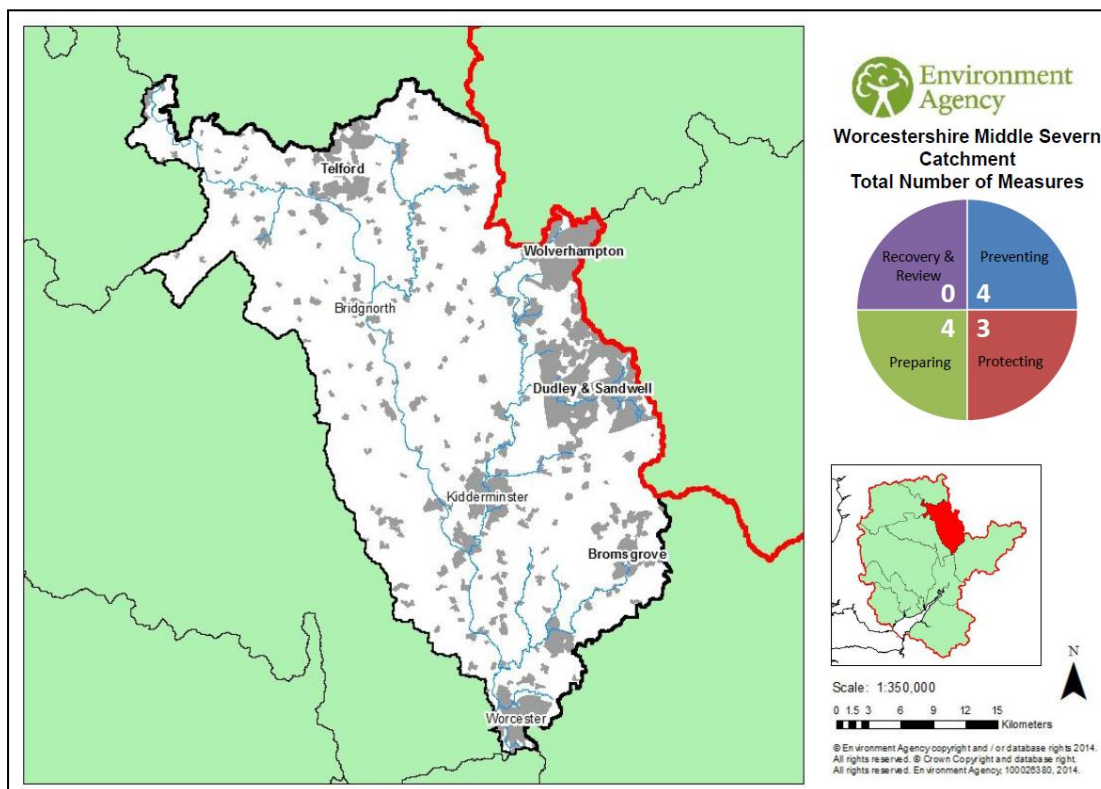 Telford
Wolverhampton
Bridgnorth
Dudley & Sandwell
Kidderminster
Bromsgrove
Worcester
Environment
Agency
Worcestershire Middle Severn
Catchment
Total Number of Measures
Recovery &
Review
0
Preventing
4
4
Preparing
3
Protecting
N
Scale: 1:350,000
0 1.5 3 6 9 12 15
Kilometers
© Environment Agency copyright and / or database rights 2014.
All rights reserved. © Crown Copyright and database right.
All rights reserved. Environment Agency, 100026380, 2014.